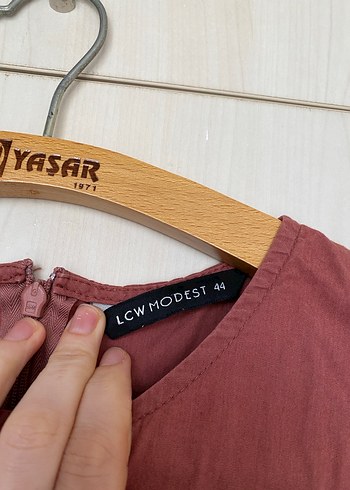 YAŞAR
1971
LCW MODEST 44